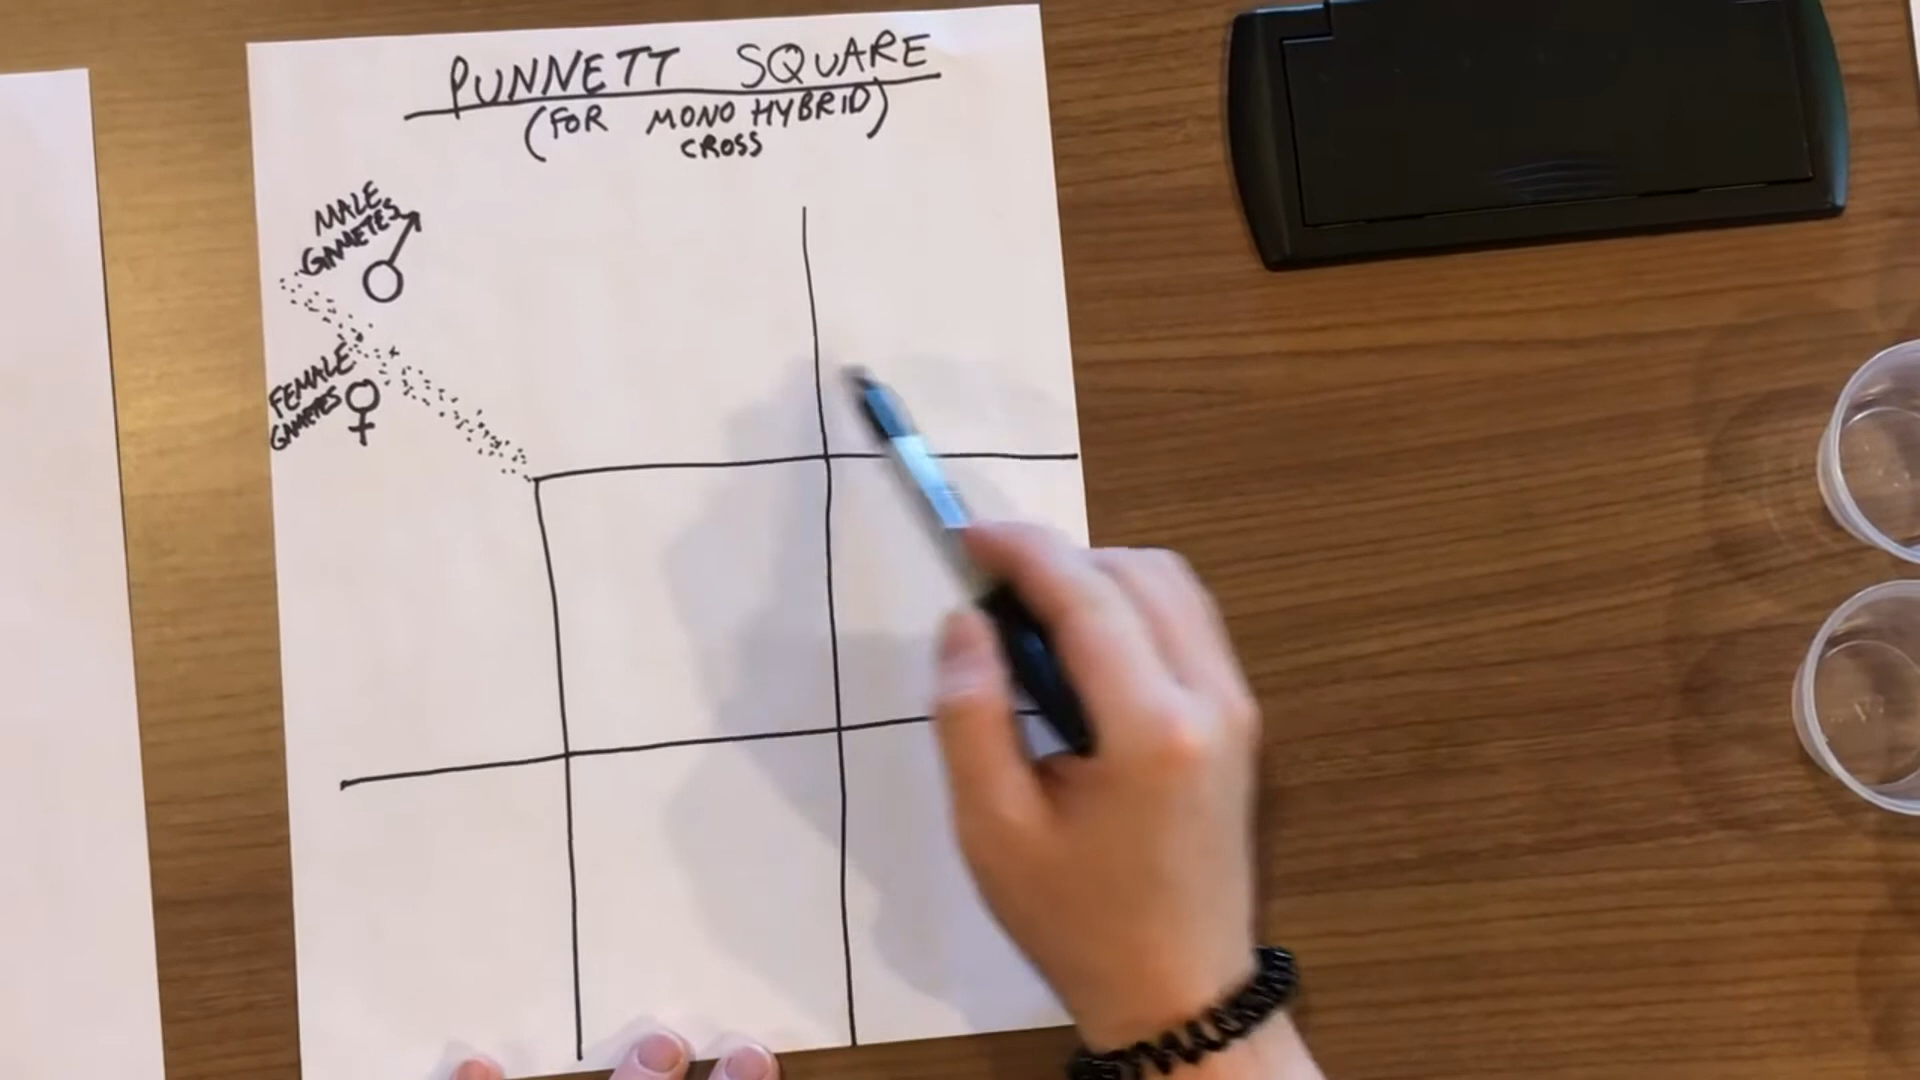 PUNNETT SQUARE
(FOR MONO HYBRID)
CROSS
MALE
GAMETES
FEMALE
GAMETES